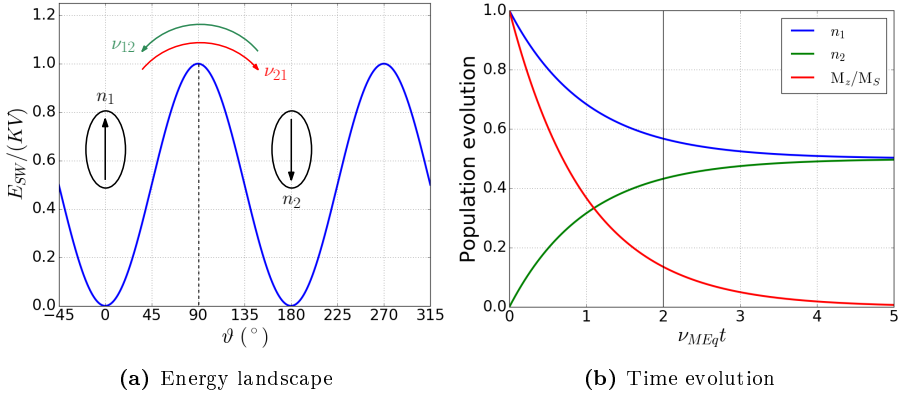 ν12
ν21
n1
n2
E_SW/(KV)
1.2
1.0
0.8
0.6
0.4
0.2
0.0
−45 0 45 90 135 180 225 270 315
ϑ (°)
(a) Energy landscape
Population evolution
1.0
0.8
0.6
0.4
0.2
0.0
n1
n2
M_z/M_S
0 1 2 3 4 5
ν_MEq t
(b) Time evolution